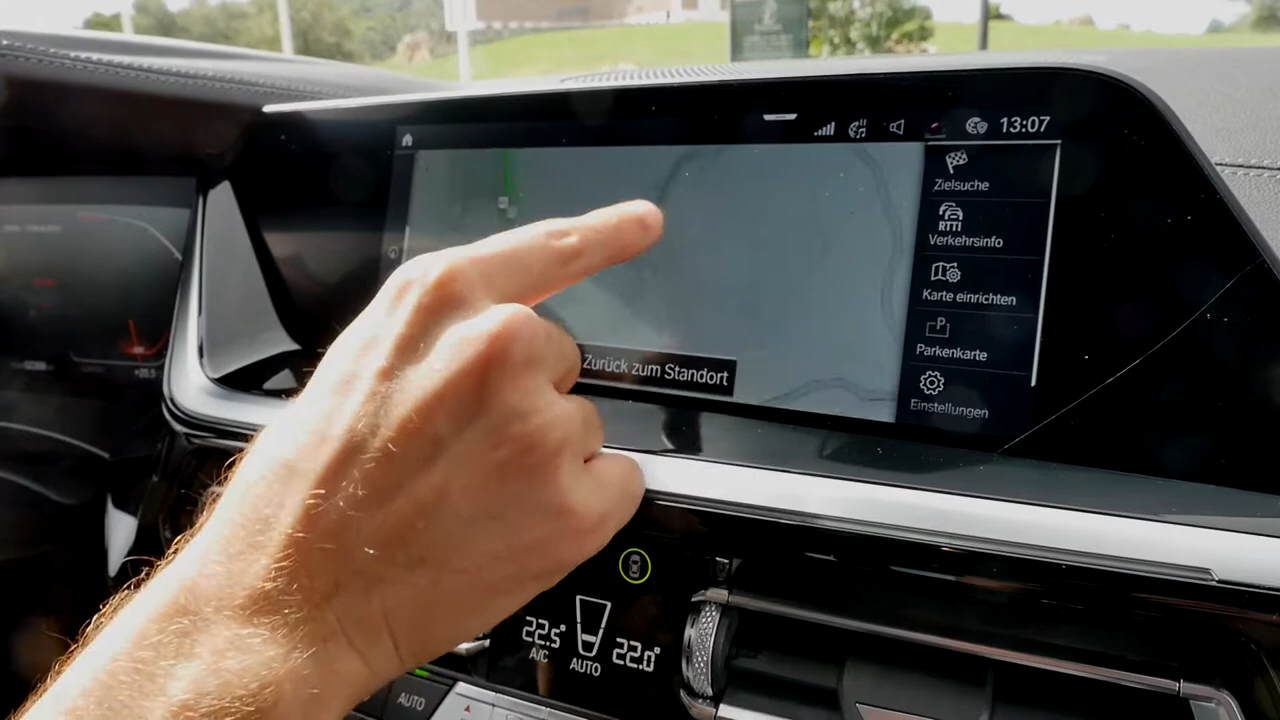 13:07
Zielsuche
RTTI
Verkehrsinfo
Karte einrichten
P
Parkenkarte
Einstellungen
Zurück zum Standort
22.5°
A/C
AUTO
22.0°
AUTO